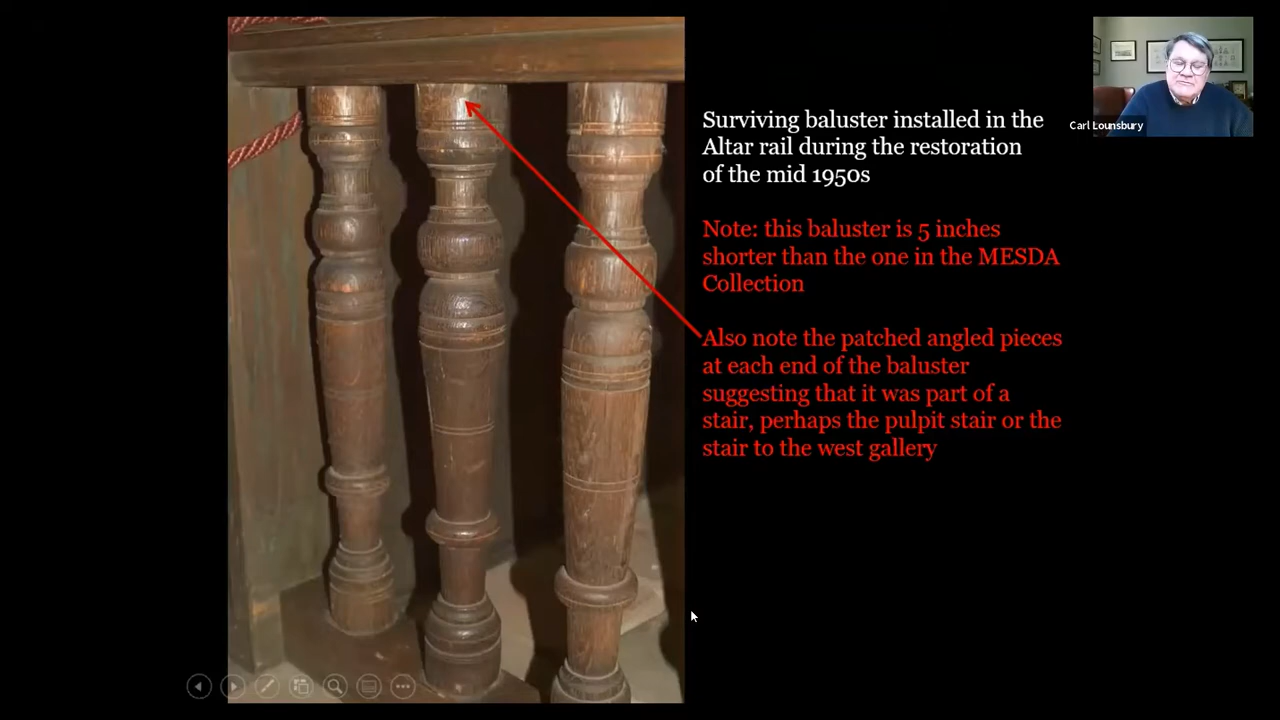 Surviving baluster installed in the
Altar rail during the restoration
of the mid 1950s
Note: this baluster is 5 inches
shorter than the one in the MESDA
Collection
Also note the patched angled pieces
at each end of the baluster
suggesting that it was part of a
stair, perhaps the pulpit stair or the
stair to the west gallery
Carl Lounsbury